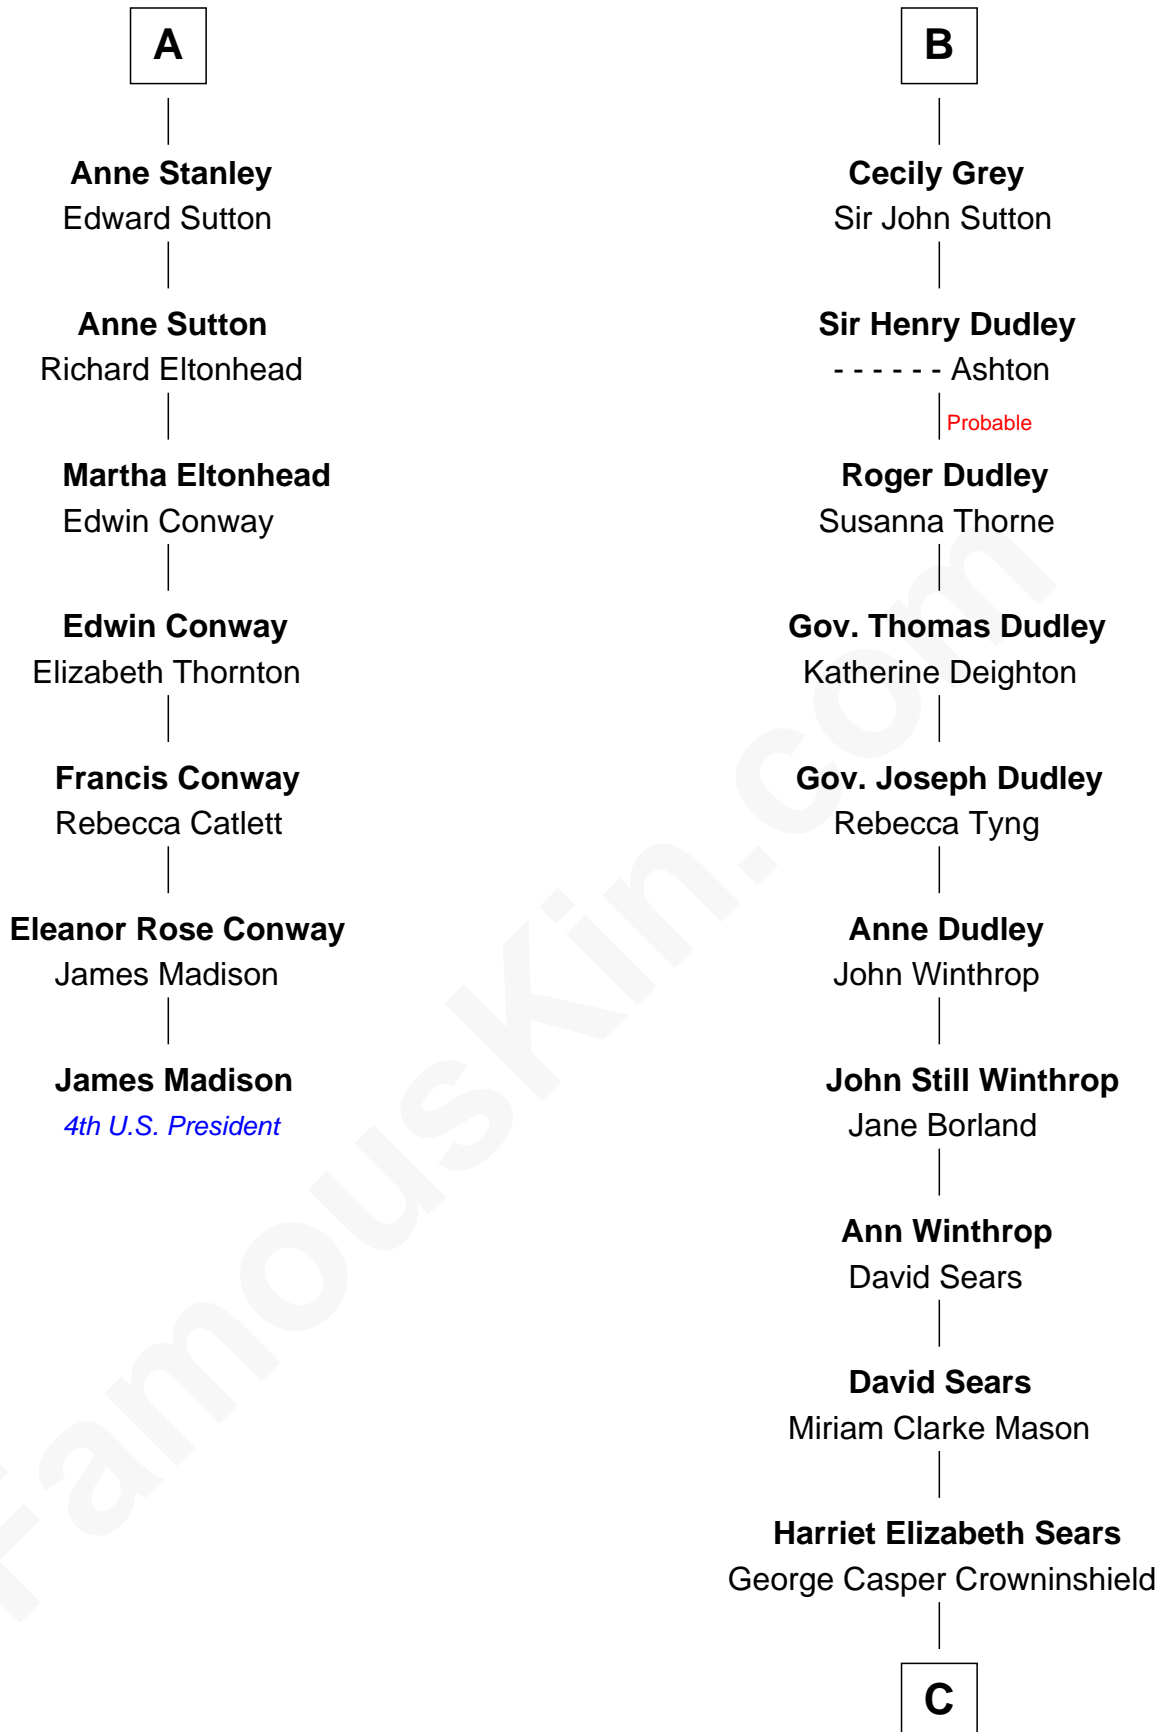 A
Anne Stanley
Edward Sutton
Anne Sutton
Richard Eltonhead
Martha Eltonhead
Edwin Conway
Edwin Conway
Elizabeth Thornton
Francis Conway
Rebecca Catlett
Eleanor Rose Conway
James Madison
James Madison
4th U.S. President
B
Cecily Grey
Sir John Sutton
Sir Henry Dudley
- - - - - - Ashton
Probable
Roger Dudley
Susanna Thorne
Gov. Thomas Dudley
Katherine Deighton
Gov. Joseph Dudley
Rebecca Tyng
Anne Dudley
John Winthrop
John Still Winthrop
Jane Borland
Ann Winthrop
David Sears
David Sears
Miriam Clarke Mason
Harriet Elizabeth Sears
George Casper Crowninshield
C
FamousKin.com